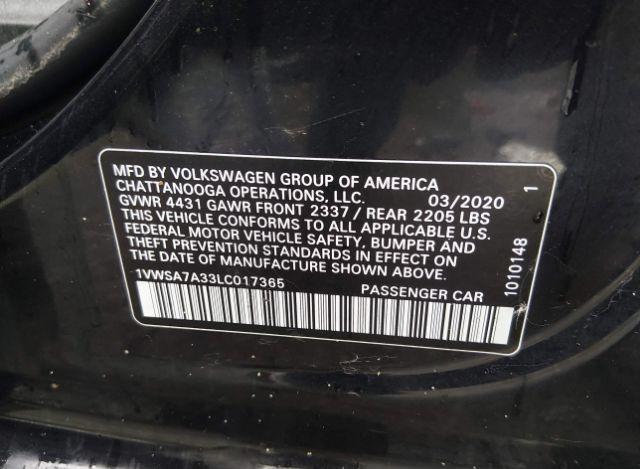 MFD BY VOLKSWAGEN GROUP OF AMERICA
CHATTANOOGA OPERATIONS, LLC. 03/2020
GVWR 4431 GAWR FRONT 2337 / REAR 2205 LBS
THIS VEHICLE CONFORMS TO ALL APPLICABLE U.S.
FEDERAL MOTOR VEHICLE SAFETY, BUMPER AND
THEFT PREVENTION STANDARDS IN EFFECT ON
THE DATE OF MANUFACTURE SHOWN ABOVE.
1VWSA7A33LC017365 PASSENGER CAR
1010148 1